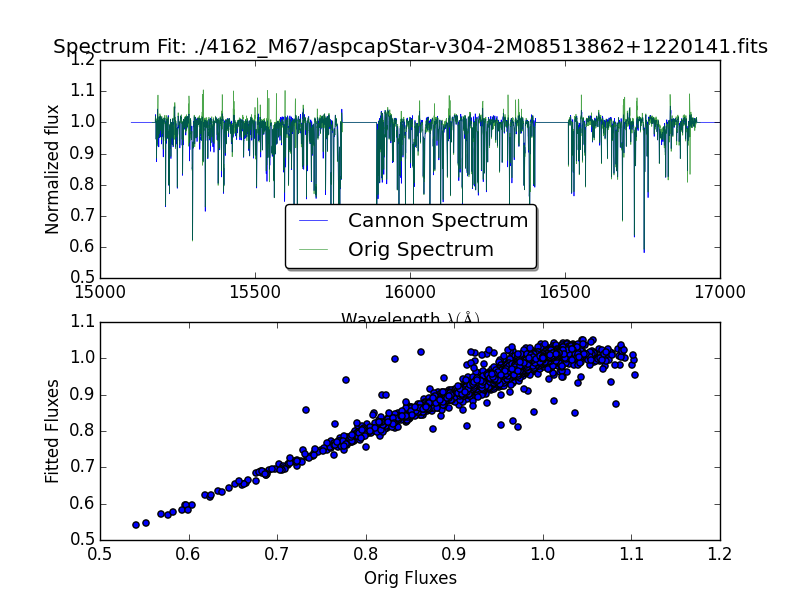 Spectrum Fit: ./4162_M67/aspcapStar-v304-2M08513862+1220141.fits
1.2
1.1
1.0
0.9
0.8
0.7
0.6
0.5
Normalized flux
Cannon Spectrum
Orig Spectrum
15000 15500 16000 16500 17000
Wavelength λ(Å)
1.1
1.0
0.9
0.8
0.7
0.6
0.5
Fitted Fluxes
0.5 0.6 0.7 0.8 0.9 1.0 1.1 1.2
Orig Fluxes